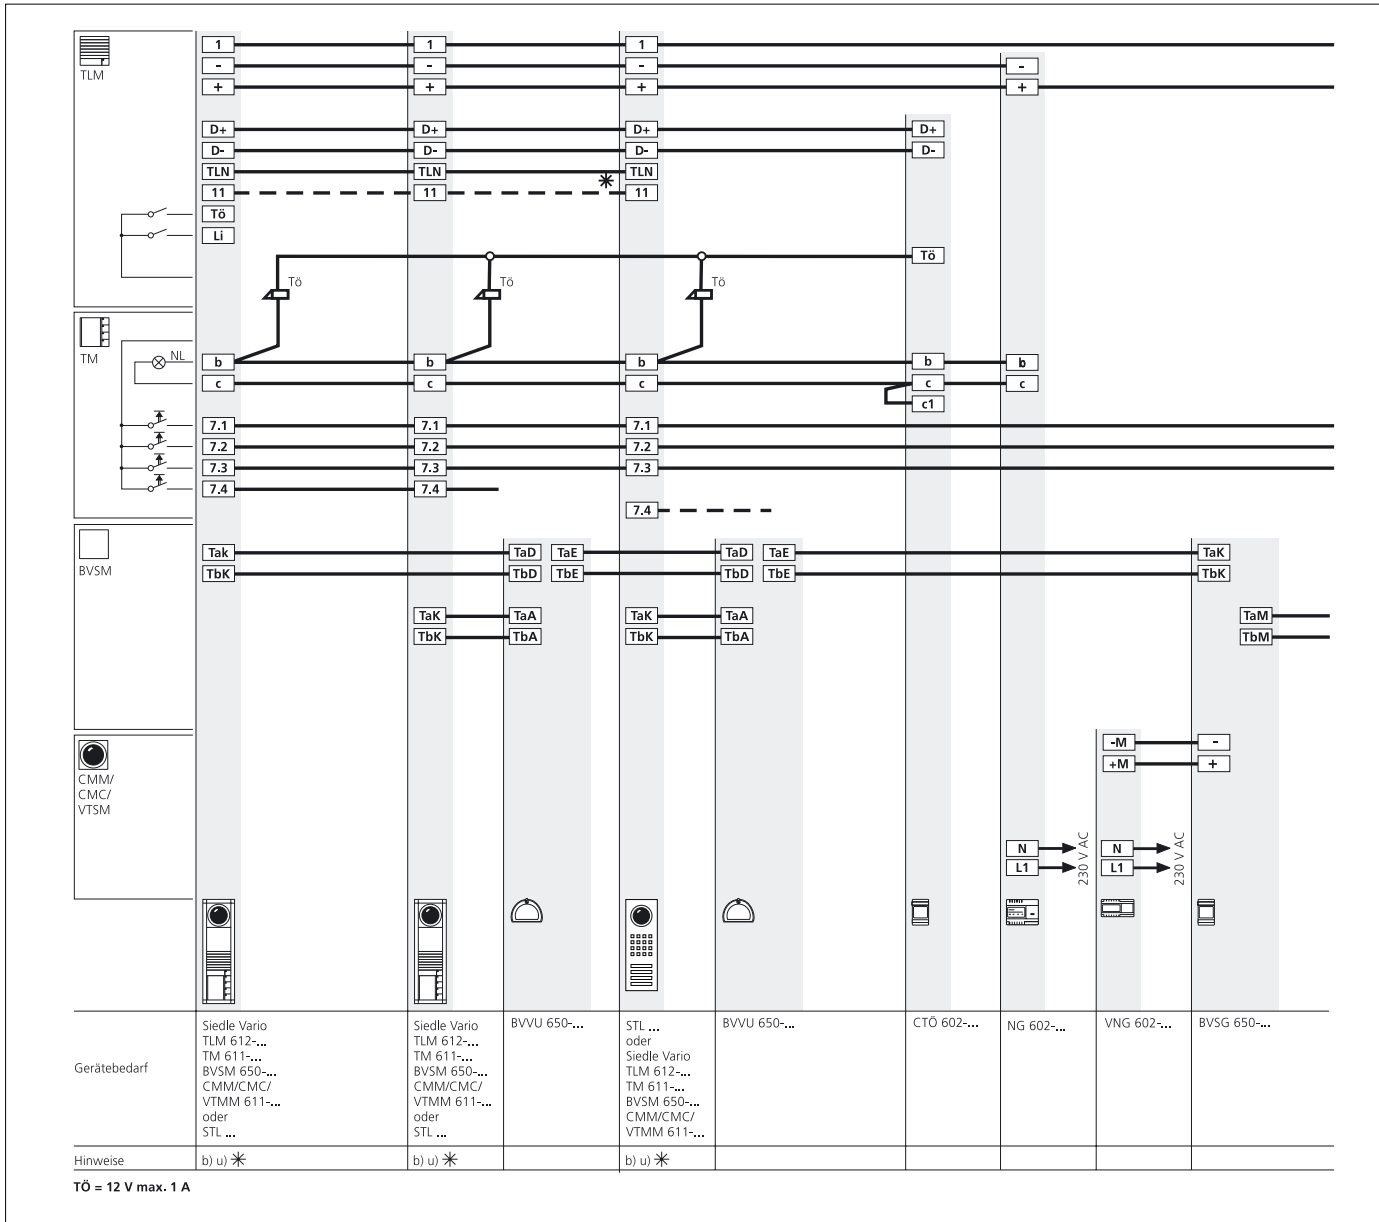 TLM
1 1 1
- - - -
+ + + +
D+ D+ D+ D+
D- D- D- D-
TLN TLN TLN
11 11 11
Tö
Li
Tö
Tö Tö Tö
TM
NL
b b b b b
c c c c c
c1
7.1 7.1 7.1
7.2 7.2 7.2
7.3 7.3 7.3
7.4 7.4
7.4
BVSM
Tak TaD TaE TaD TaE TaK
TbK TbD TbE TbD TbE TbK
TaK TaA TaK TaA TaM
TbK TbA TbK TbA TbM
CMM/
CMC/
VTSM
-M -
+M +
N N
L1 L1
230 V AC
230 V AC
Gerätebedarf
Siedle Vario
TLM 612-...
TM 611-...
BVSM 650-...
CMM/CMC/
VTMM 611-...
oder
STL ...
Siedle Vario
TLM 612-...
TM 611-...
BVSM 650-...
CMM/CMC/
VTMM 611-...
oder
STL ...
BVVU 650-...
STL ...
oder
Siedle Vario
TLM 612-...
TM 611-...
BVSM 650-...
CMM/CMC/
VTMM 611-...
BVVU 650-...
CTÖ 602-...
NG 602-...
VNG 602-...
BVSG 650-...
Hinweise b) u) * b) u) * b) u) *
TÖ = 12 V max. 1 A